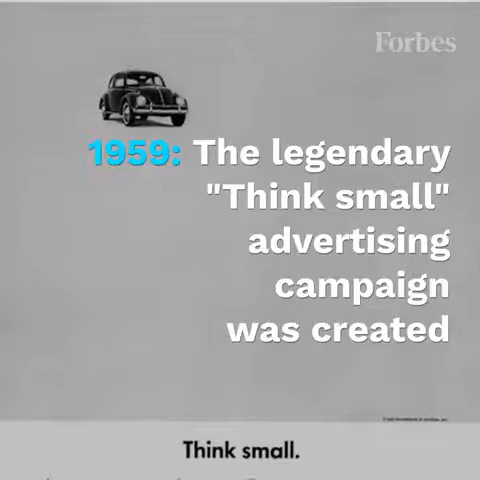 Forbes
1959: The legendary
"Think small"
advertising
campaign
was created
Think small.